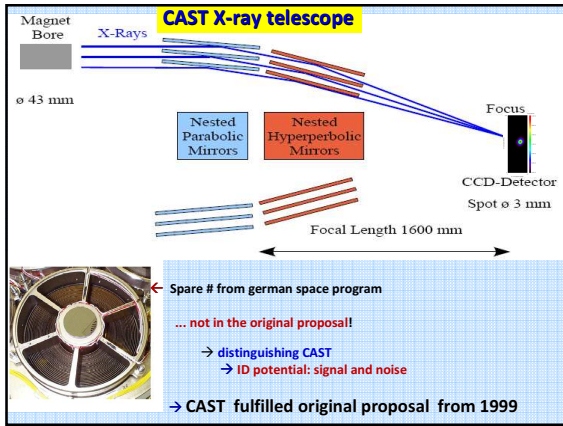 CAST X-ray telescope
Magnet
Bore
X-Rays
ø 43 mm
Nested
Parabolic
Mirrors
Nested
Hyperperbolic
Mirrors
Focus
CCD-Detector
Spot ø 3 mm
Focal Length 1600 mm
← Spare # from german space program
... not in the original proposal!
→ distinguishing CAST
→ ID potential: signal and noise
→ CAST fulfilled original proposal from 1999